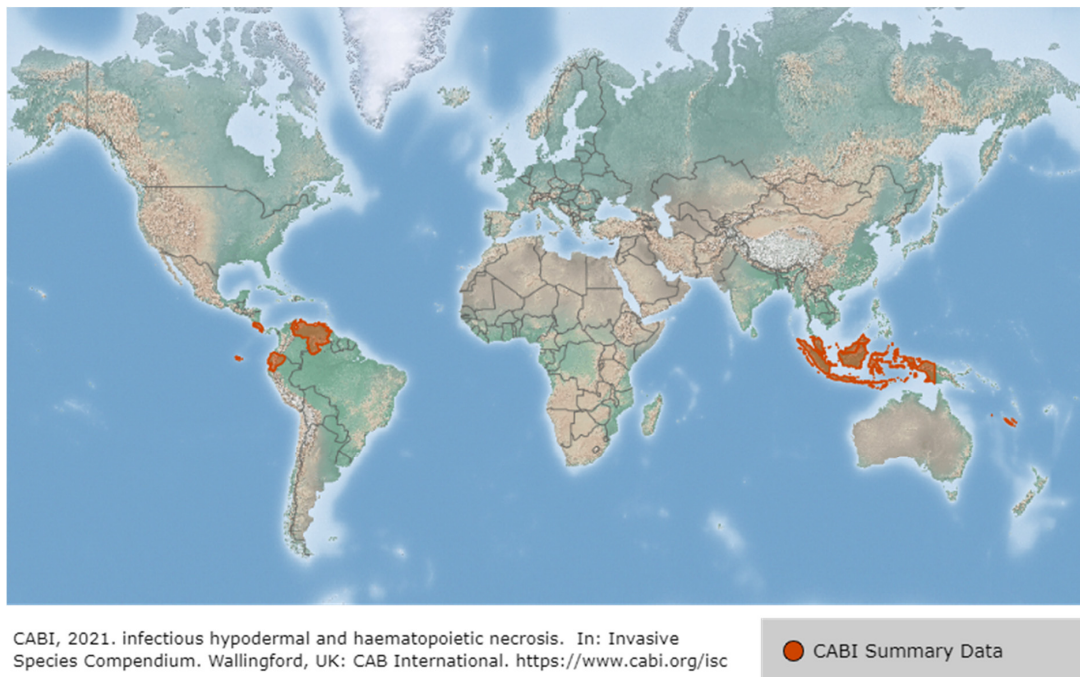 CABI, 2021. infectious hypodermal and haematopoietic necrosis.  In: Invasive
Species Compendium. Wallingford, UK: CAB International. https://www.cabi.org/isc
CABI Summary Data